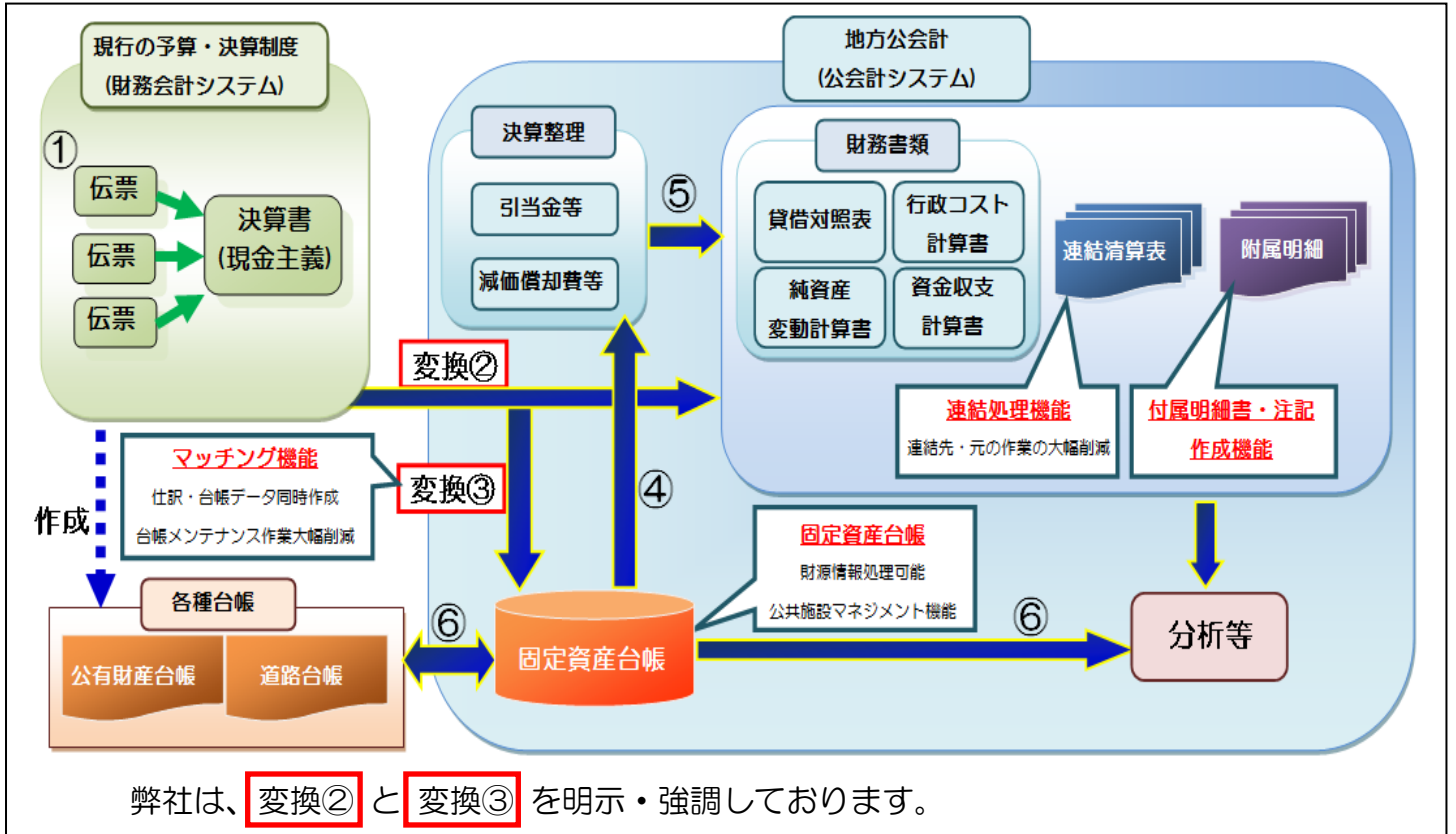 現行の予算・決算制度
(財務会計システム)
①
伝票
伝票
伝票
決算書
(現金主義)
地方公会計
(公会計システム)
決算整理
引当金等
減価償却費等
⑤
財務書類
貸借対照表
行政コスト
計算書
純資産
変動計算書
資金収支
計算書
連結清算表
附属明細
変換②
連結処理機能
連結先・元の作業の大幅削減
付属明細書・注記
作成機能
マッチング機能
仕訳・台帳データ同時作成
台帳メンテナンス作業大幅削減
変換③
④
作成
固定資産台帳
財源情報処理可能
公共施設マネジメント機能
各種台帳
公有財産台帳
道路台帳
⑥
固定資産台帳
⑥
分析等
弊社は、変換②と変換③を明示・強調しております。